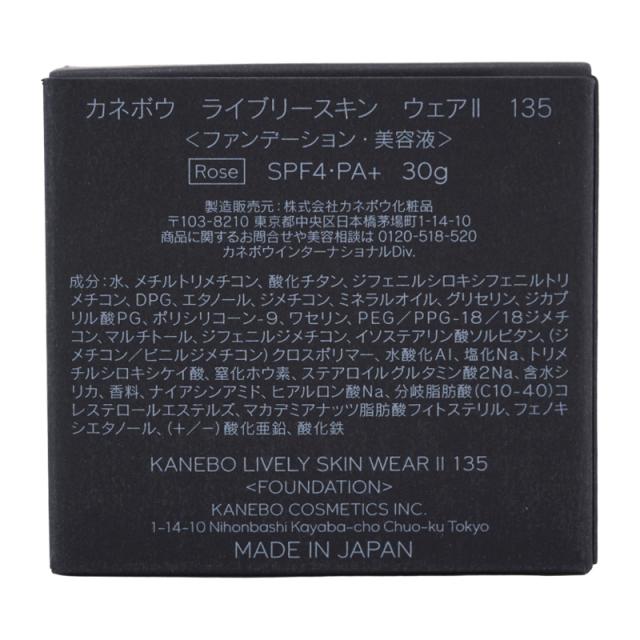 カネボウ ライブリースキン ウェアⅡ 135
<ファンデーション・美容液>
Rose SPF4・PA+ 30g
製造販売元：株式会社カネボウ化粧品
〒103-8210 東京都中央区日本橋茅場町1-14-10
商品に関するお問合せや美容相談は 0120-518-520
カネボウインターナショナルDiv.
成分：水、メチルトリメチコン、酸化チタン、ジフェニルシロキシフェニルトリ
メチコン、DPG、エタノール、ジメチコン、ミネラルオイル、グリセリン、ジカプ
リル酸PG、ポリシリコーン-9、ワセリン、PEG／PPG-18／18ジメチ
コン、マルチトール、ジフェニルジメチコン、イソステアリン酸ソルビタン、(ジ
メチコン／ビニルジメチコン)クロスポリマー、水酸化Al、塩化Na、トリメ
チルシロキシケイ酸、窒化ホウ素、ステアロイルグルタミン酸2Na、含水シ
リカ、香料、ナイアシンアミド、ヒアルロン酸Na、分岐脂肪酸(C10-40)コ
レステロールエステルズ、マカデミアナッツ脂肪酸フィトステリル、フェノキ
シエタノール、(+/−)酸化亜鉛、酸化鉄
KANEBO LIVELY SKIN WEAR II 135
<FOUNDATION>
KANEBO COSMETICS INC.
1-14-10 Nihonbashi Kayaba-cho Chuo-ku Tokyo
MADE IN JAPAN